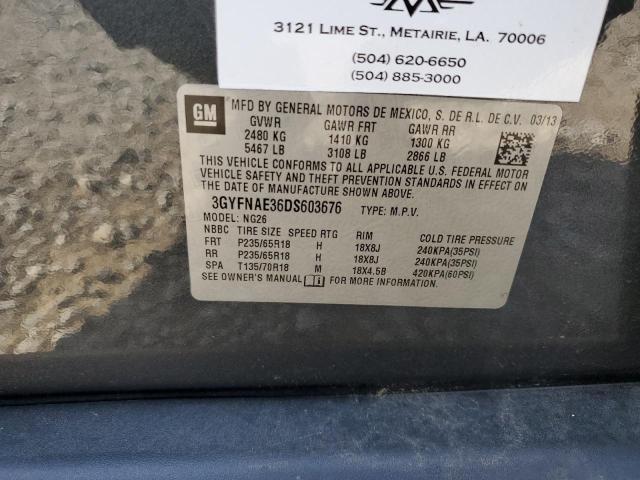 3121 LIME ST., METAIRIE, LA. 70006
(504) 620-6650
(504) 885-3000
GM MFD BY GENERAL MOTORS DE MEXICO, S. DE R.L. DE C.V. 03/13
GVWR GAWR FRT GAWR RR
2480 KG 1410 KG 1300 KG
5467 LB 3108 LB 2866 LB
THIS VEHICLE CONFORMS TO ALL APPLICABLE U.S. FEDERAL MOTOR
VEHICLE SAFETY AND THEFT PREVENTION STANDARDS IN EFFECT ON
THE DATE OF MANUFACTURE SHOWN ABOVE.
3GYFNAE36DS603676 TYPE: M.P.V.
MODEL: NG26
NBBC TIRE SIZE SPEED RTG RIM COLD TIRE PRESSURE
FRT P235/65R18 H 18X8J 240KPA(35PSI)
RR P235/65R18 H 18X8J 240KPA(35PSI)
SPA T135/70R18 M 18X4.5B 420KPA(60PSI)
SEE OWNER'S MANUAL FOR MORE INFORMATION.